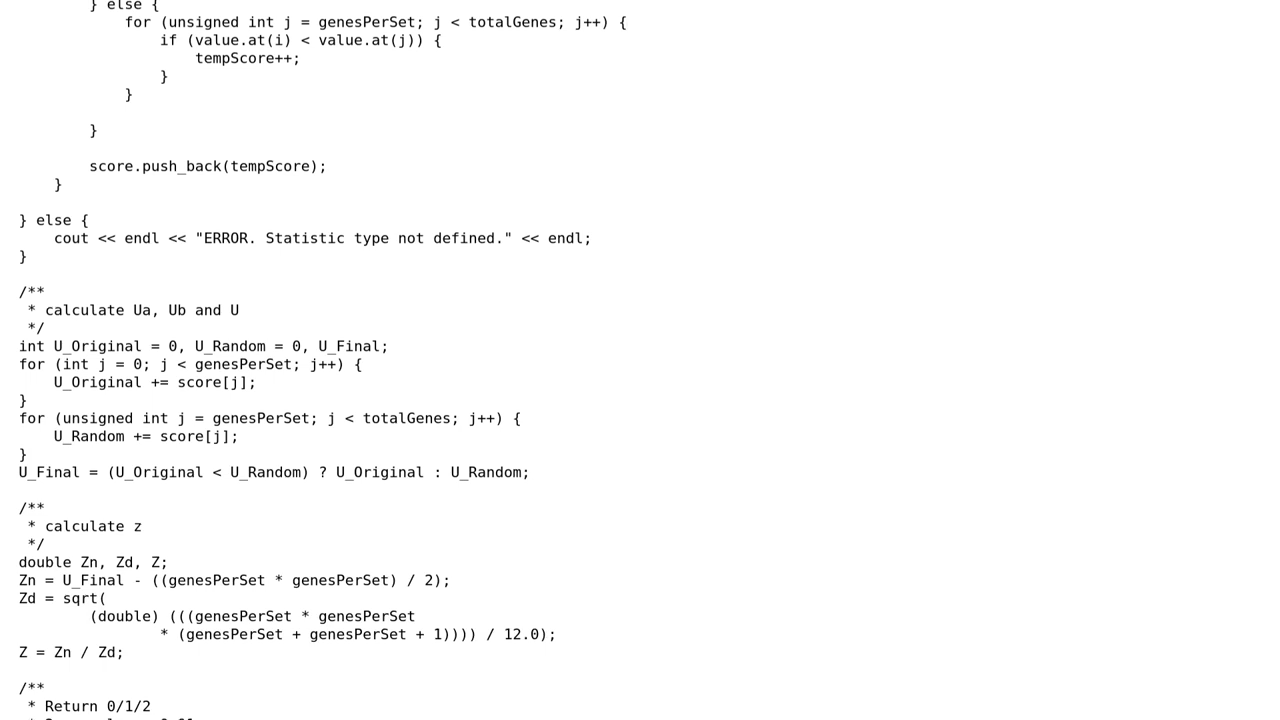 } else {
for (unsigned int j = genesPerSet; j < totalGenes; j++) {
if (value.at(i) < value.at(j)) {
tempScore++;
}
}
}
score.push_back(tempScore);
}
} else {
cout << endl << "ERROR. Statistic type not defined." << endl;
}
/**
* calculate Ua, Ub and U
*/
int U_Original = 0, U_Random = 0, U_Final;
for (int j = 0; j < genesPerSet; j++) {
U_Original += score[j];
}
for (unsigned int j = genesPerSet; j < totalGenes; j++) {
U_Random += score[j];
}
U_Final = (U_Original < U_Random) ? U_Original : U_Random;
/**
* calculate z
*/
double Zn, Zd, Z;
Zn = U_Final - ((genesPerSet * genesPerSet) / 2);
Zd = sqrt(
(double) (((genesPerSet * genesPerSet
* (genesPerSet + genesPerSet + 1)))) / 12.0);
Z = Zn / Zd;
/**
* Return 0/1/2